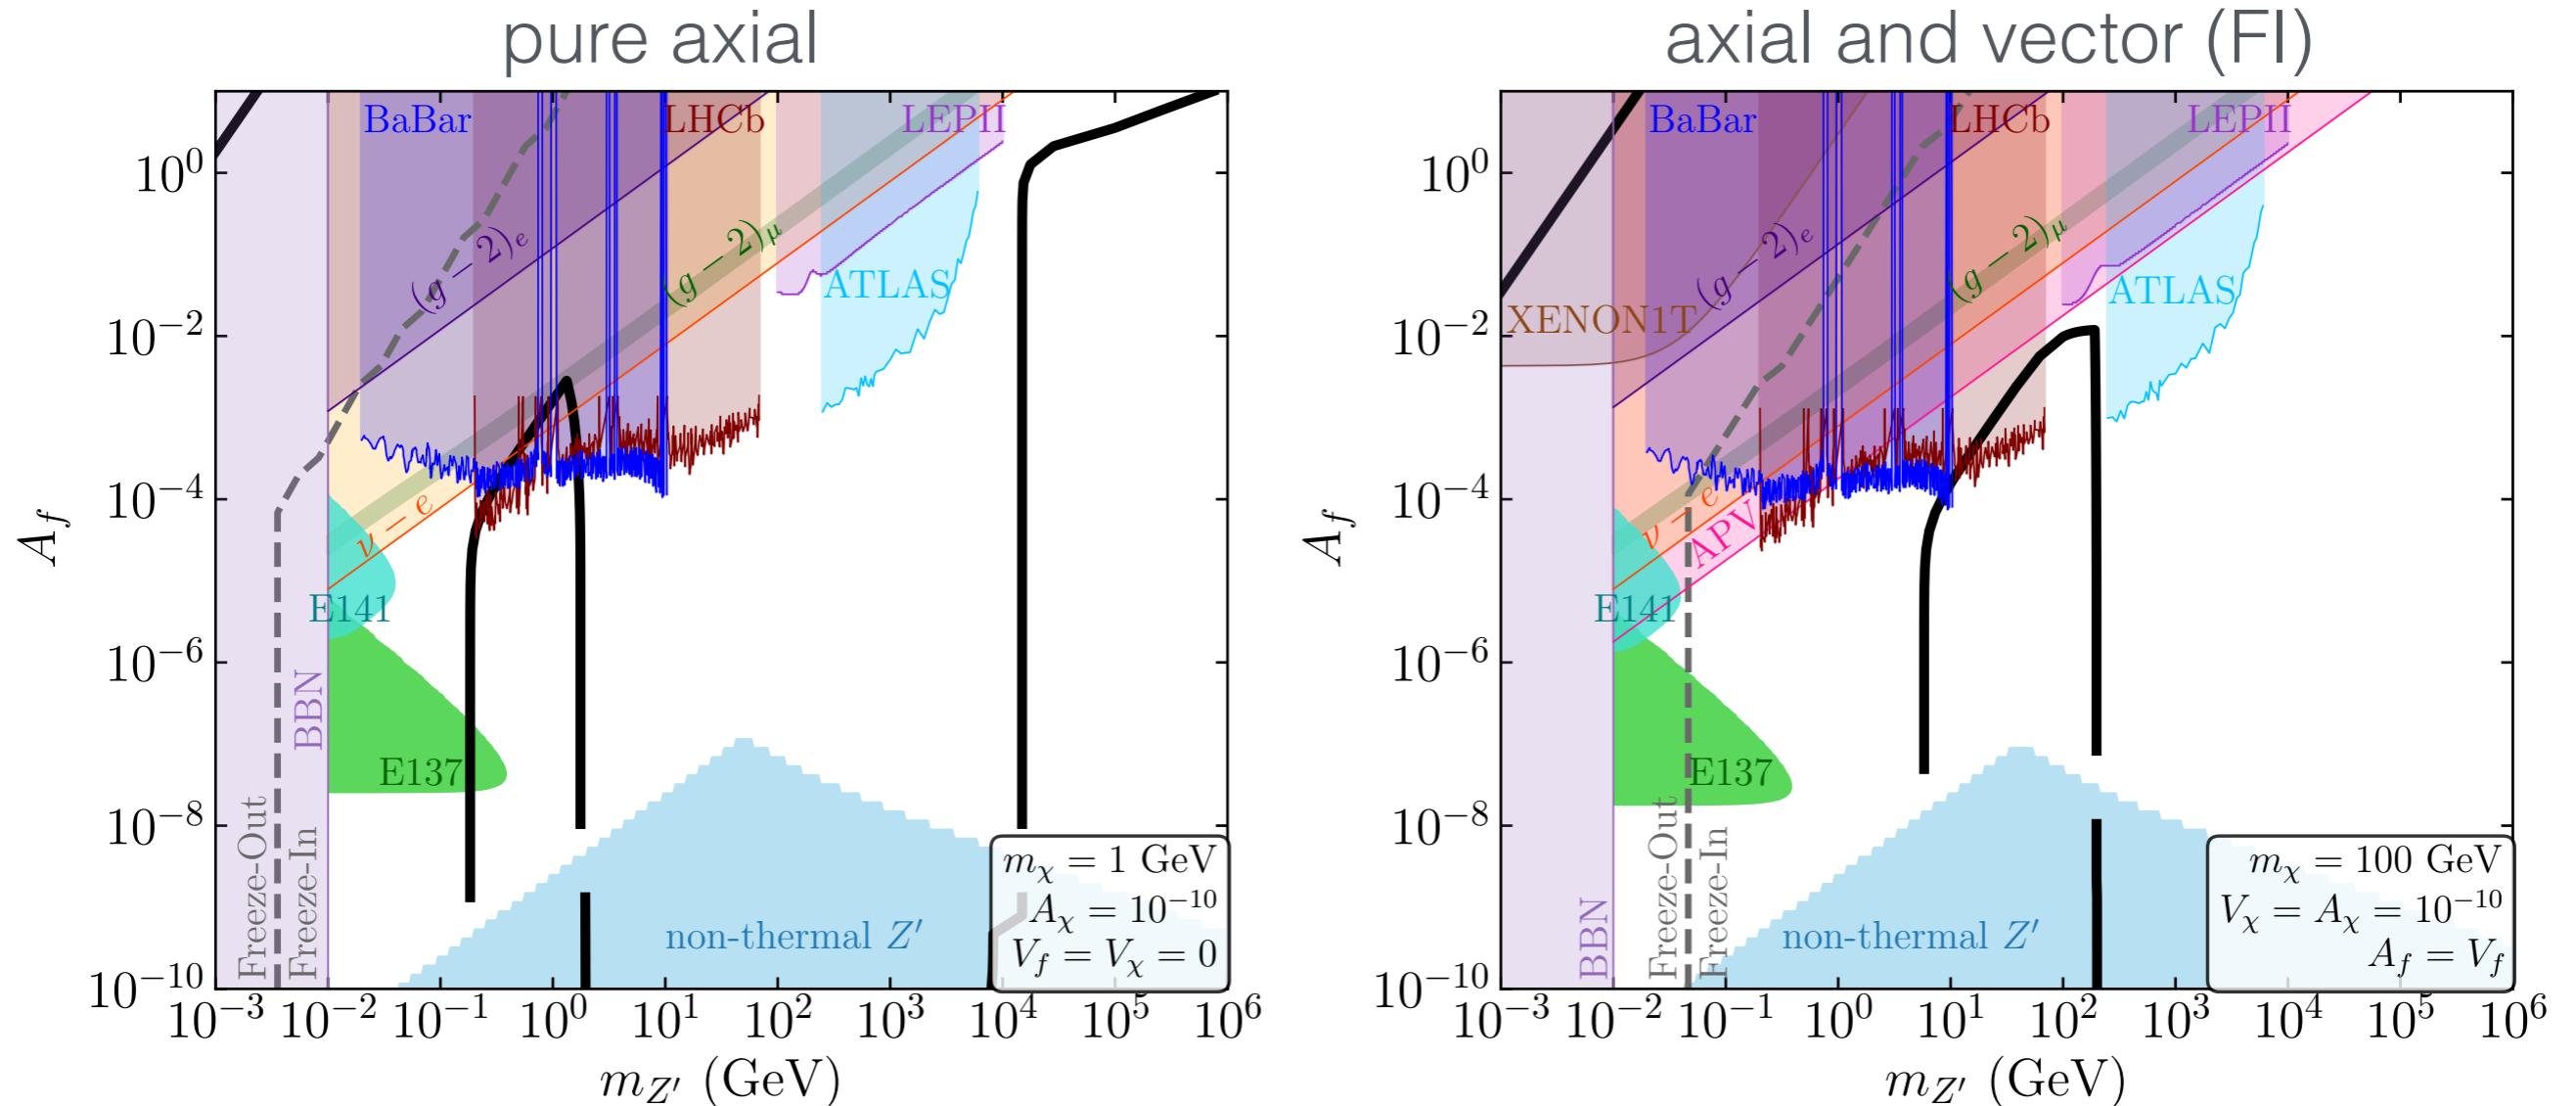 pure axial
axial and vector (FI)
BaBar
LHCb
LEPII
(g − 2)e
(g − 2)μ
ATLAS
ν − e
E141
E137
BBN
Freeze-Out
Freeze-In
non-thermal Z′
mχ = 1 GeV
Aχ = 10⁻¹⁰
Vf = Vχ = 0
Af
10⁰
10⁻²
10⁻⁴
10⁻⁶
10⁻⁸
10⁻¹⁰
10⁻³ 10⁻² 10⁻¹ 10⁰ 10¹ 10² 10³ 10⁴ 10⁵ 10⁶
mZ′ (GeV)
BaBar
LHCb
LEPII
(g − 2)e
(g − 2)μ
XENON1T
ATLAS
ν − e
APV
E141
E137
BBN
Freeze-Out
Freeze-In
non-thermal Z′
mχ = 100 GeV
Vχ = Aχ = 10⁻¹⁰
Af = Vf
Af
10⁰
10⁻²
10⁻⁴
10⁻⁶
10⁻⁸
10⁻¹⁰
10⁻³ 10⁻² 10⁻¹ 10⁰ 10¹ 10² 10³ 10⁴ 10⁵ 10⁶
mZ′ (GeV)